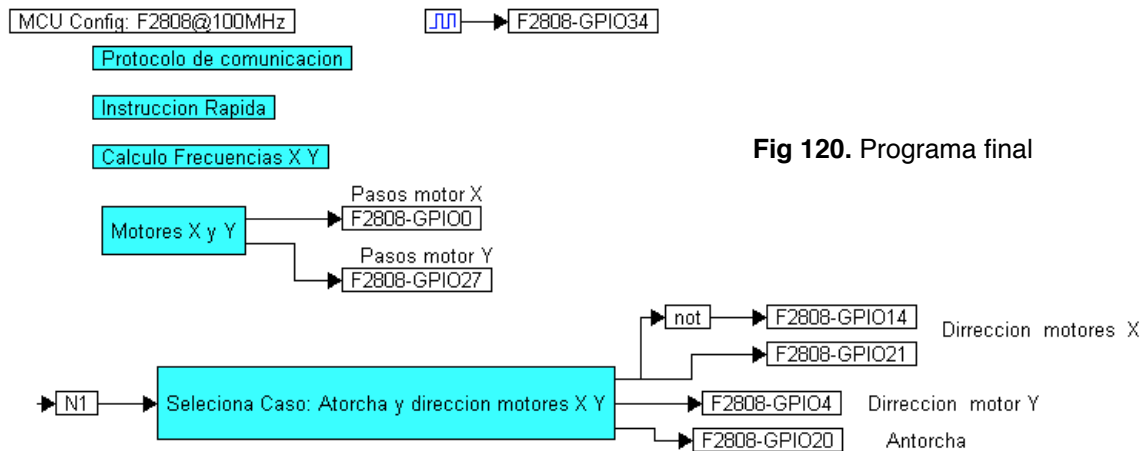 MCU Config: F2808@100MHz
F2808-GPIO34
Protocolo de comunicacion
Instruccion Rapida
Calculo Frecuencias X Y
Fig 120. Programa final
Pasos motor X
F2808-GPIO0
Motores X y Y
Pasos motor Y
F2808-GPIO27
not
F2808-GPIO14
Dirreccion motores X
F2808-GPIO21
N1
Seleciona Caso: Atorcha y direccion motores X Y
F2808-GPIO4
Dirreccion motor Y
F2808-GPIO20
Antorcha